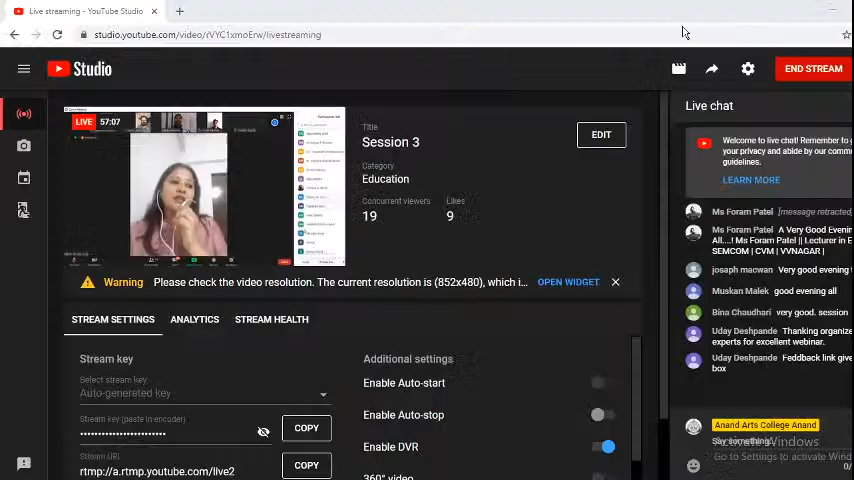 Live streaming - YouTube Studio
studio.youtube.com/video/rVYC1xmoErw/livestreaming
Studio
END STREAM
LIVE 57:07
Title
Session 3
EDIT
Category
Education
Concurrent viewers
Likes
19
9
Warning Please check the video resolution. The current resolution is (852x480), which i... OPEN WIDGET
STREAM SETTINGS ANALYTICS STREAM HEALTH
Stream key
Select stream key
Auto-generated key
Stream key (paste in encoder)
COPY
Stream URL
rtmp://a.rtmp.youtube.com/live2
COPY
Additional settings
Enable Auto-start
Enable Auto-stop
Enable DVR
360° video
Live chat
Welcome to live chat! Remember to g
your privacy and abide by our comm
guidelines.
LEARN MORE
Ms Foram Patel [message retracted]
Ms Foram Patel A Very Good Evenin
All....! Ms Foram Patel || Lecturer in E
SEMCOM | CVM | VVNAGAR |
josaph macwan Very good evening
Muskan Malek good evening all
Bina Chaudhari very good. session
Uday Deshpande Thanking organize
experts for excellent webinar.
Uday Deshpande Feddback link give
box
Anand Arts College Anand
Say something...
Activate Windows
Go to Settings to activate Wind
0/